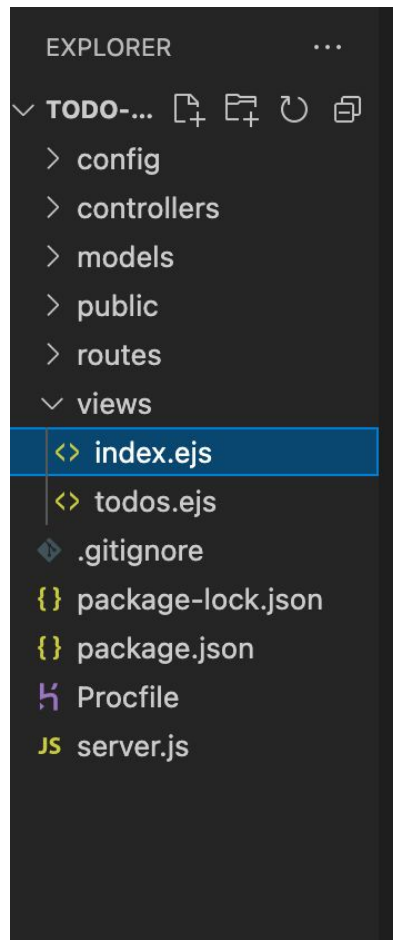 EXPLORER ...
TODO-...
config
controllers
models
public
routes
views
<> index.ejs
<> todos.ejs
.gitignore
{} package-lock.json
{} package.json
Procfile
JS server.js